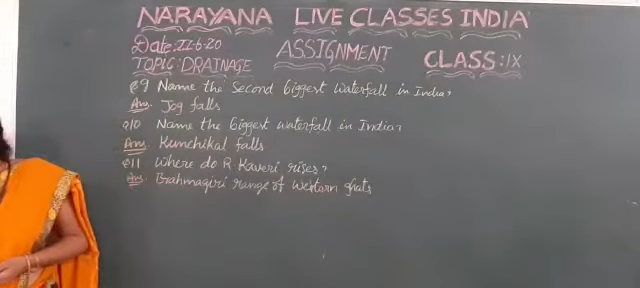 NARAYANA LIVE CLASSES INDIA
Date: 22-6-20 ASSIGNMENT CLASS: IX
TOPIC: DRAINAGE
Q9 Name the Second biggest waterfall in India?
Ans. Jog falls
Q10 Name the biggest waterfall in India?
Ans. Kunchikal falls
Q11 Where do R Kaveri rises?
Ans. Brahmagiri range of Western ghats